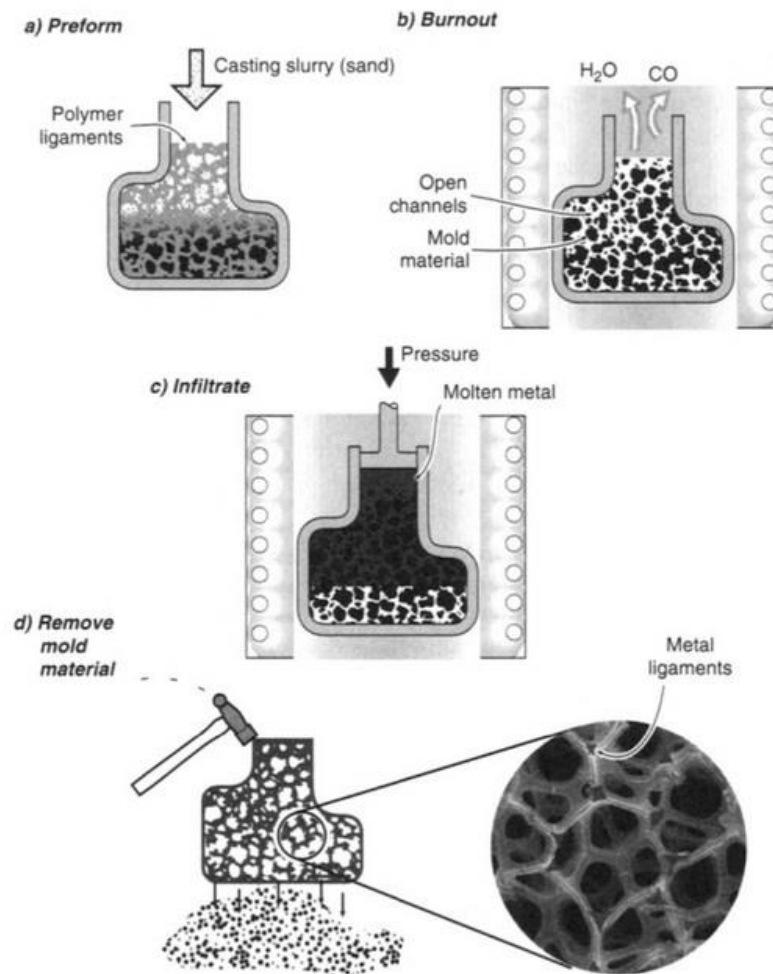 a) Preform
Casting slurry (sand)
Polymer
ligaments
b) Burnout
H₂O
CO
Open
channels
Mold
material
c) Infiltrate
Pressure
Molten metal
d) Remove
mold
material
Metal
ligaments